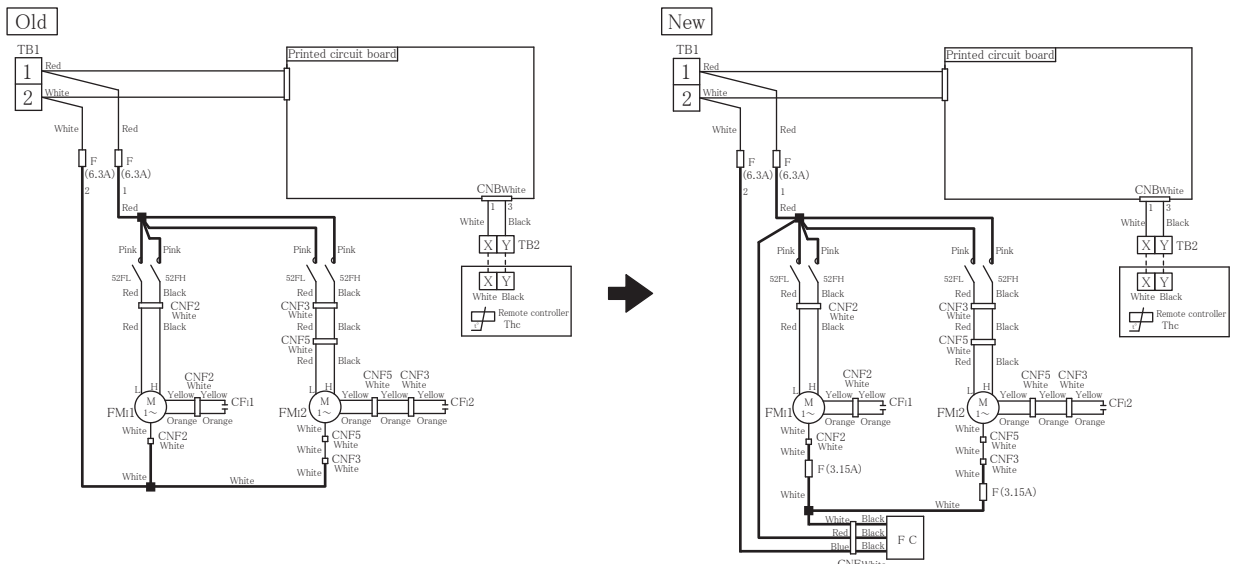 Old
TB1
1
2
Red
White
Printed circuit board
White
Red
F
(6.3A)
2
F
(6.3A)
1
Red
CNB White
1
3
White
Black
X Y
TB2
X Y
White Black
Remote controller
Thc
Pink
Pink
52FL
52FH
Red
Black
CNF2
White
Red
Black
Pink
Pink
52FL
52FH
Red
Black
CNF3
White
Red
Black
CNF5
White
Red
Black
L
H
M
1~
FMI1
CNF2
White
Yellow
Yellow
Orange
Orange
CFI1
White
CNF2
White
White
L
H
M
1~
FMI2
CNF5
White
CNF3
White
Yellow
Yellow
Yellow
Orange
Orange
Orange
CFI2
White
CNF5
White
White
CNF3
White
White
White
New
TB1
1
2
Red
White
Printed circuit board
White
Red
F
(6.3A)
2
F
(6.3A)
1
Red
CNB White
1
3
White
Black
X Y
TB2
X Y
White Black
Remote controller
Thc
Pink
Pink
52FL
52FH
Red
Black
CNF2
White
Red
Black
Pink
Pink
52FL
52FH
Red
Black
CNF3
White
Red
Black
CNF5
White
Red
Black
L
H
M
1~
FMI1
CNF2
White
Yellow
Yellow
Orange
Orange
CFI1
White
CNF2
White
White
F(3.15A)
White
L
H
M
1~
FMI2
CNF5
White
CNF3
White
Yellow
Yellow
Yellow
Orange
Orange
Orange
CFI2
White
CNF5
White
White
CNF3
White
White
F(3.15A)
White
White
Black
Red
Black
Blue
Black
F C